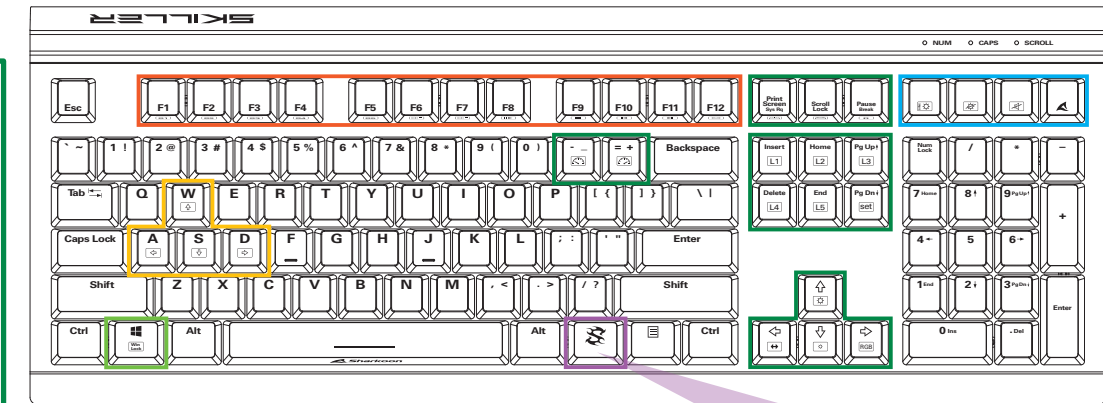 SKILLER
NUM CAPS SCROLL
Esc F1 F2 F3 F4 F5 F6 F7 F8 F9 F10 F11 F12 Print Screen Sys Rq Scroll Lock Pause Break
` ~ 1 ! 2 @ 3 # 4 $ 5 % 6 ^ 7 & 8 * 9 ( 0 ) - _ = + Backspace Insert L1 Home L2 Pg Up L3 Num Lock / * -
Tab Q W E R T Y U I O P [ { ] } \ | Delete L4 End L5 Pg Dn set 7 Home 8 9 Pg Up +
Caps Lock A S D F G H J K L ; : ' " Enter 4 5 6
Shift Z X C V B N M , < . > / ? Shift 1 End 2 3 Pg Dn Enter
Ctrl Win Lock Alt Alt Ctrl RGB 0 Ins . Del
Sharkoon